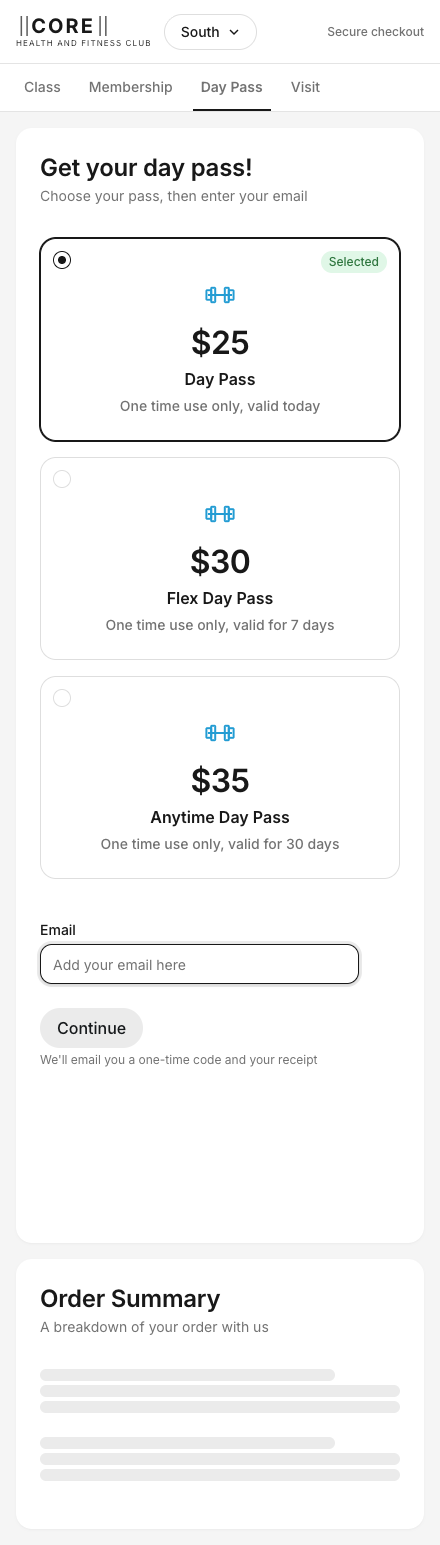 ||CORE||
HEALTH AND FITNESS CLUB
South
Secure checkout
Class
Membership
Day Pass
Visit
Get your day pass!
Choose your pass, then enter your email
Selected
$25
Day Pass
One time use only, valid today
$30
Flex Day Pass
One time use only, valid for 7 days
$35
Anytime Day Pass
One time use only, valid for 30 days
Email
Add your email here
Continue
We'll email you a one-time code and your receipt
Order Summary
A breakdown of your order with us